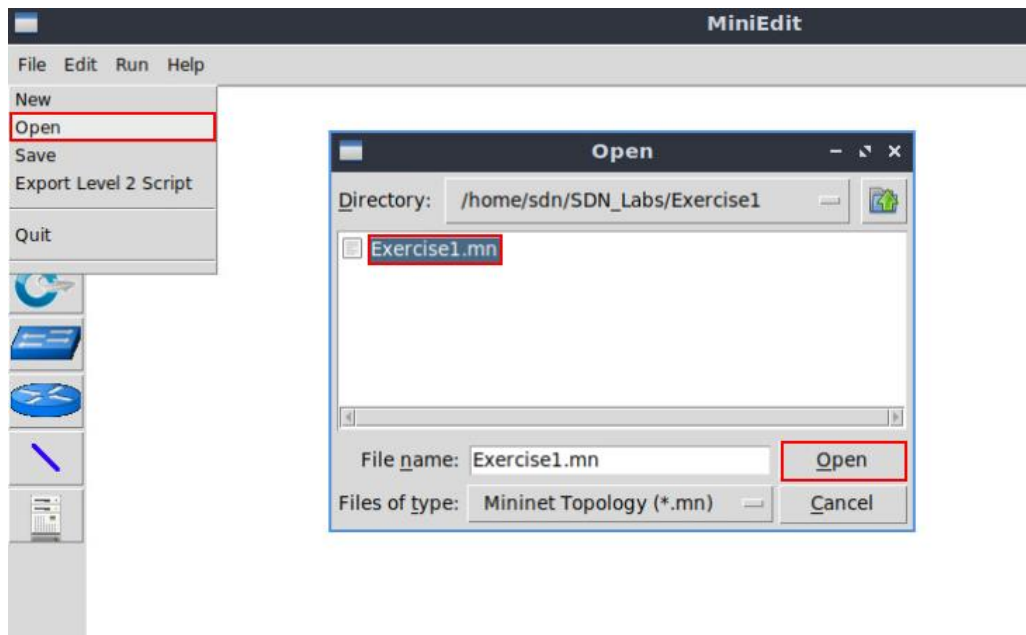 MiniEdit
File Edit Run Help
New
Open
Save
Export Level 2 Script
Quit
Open
Directory: /home/sdn/SDN_Labs/Exercise1
Exercise1.mn
File name: Exercise1.mn Open
Files of type: Mininet Topology (*.mn) Cancel